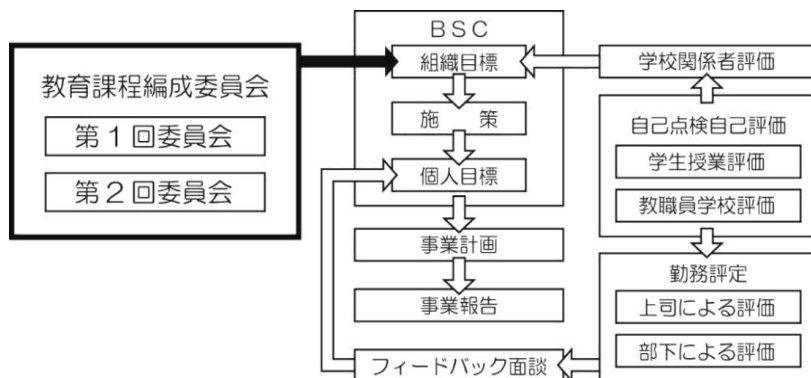 教育課程編成委員会
第1回委員会
第2回委員会
BSC
組織目標
施　策
個人目標
事業計画
事業報告
フィードバック面談
学校関係者評価
自己点検自己評価
学生授業評価
教職員学校評価
勤務評定
上司による評価
部下による評価